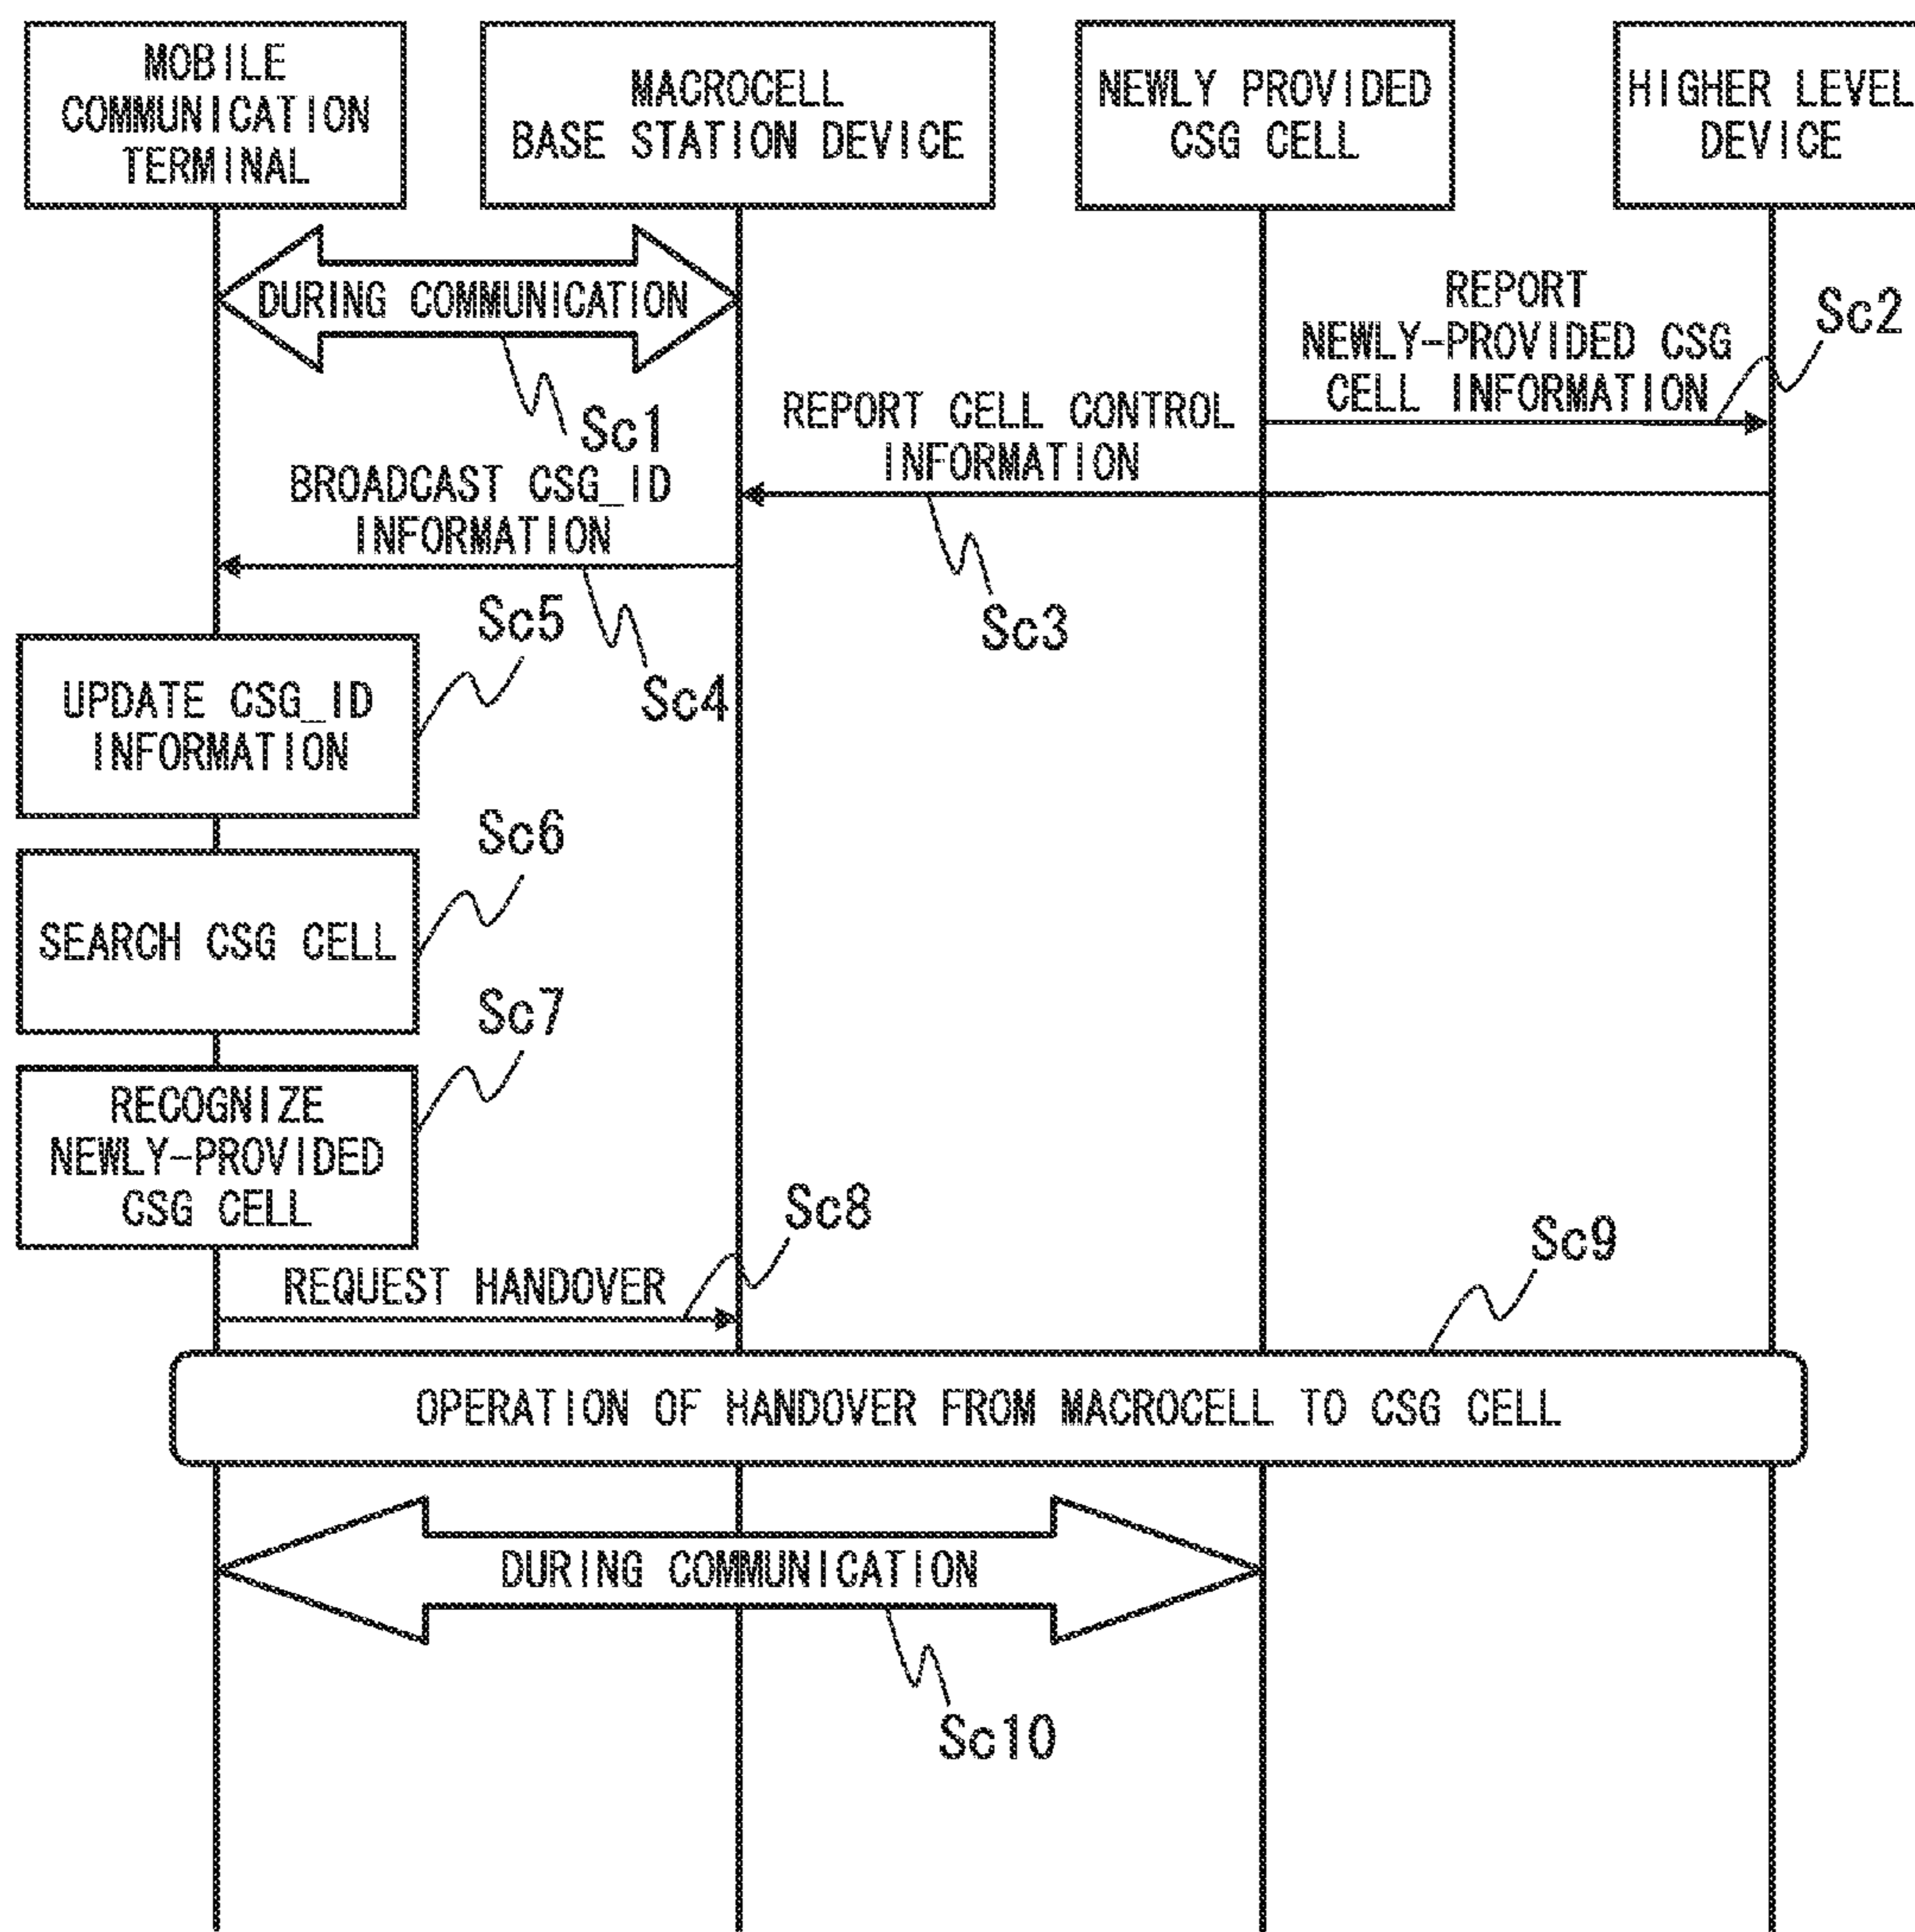 MOBILE
COMMUNICATION
TERMINAL
MACROCELL
BASE STATION DEVICE
NEWLY PROVIDED
CSG CELL
HIGHER LEVEL
DEVICE
DURING COMMUNICATION
Sc1
REPORT
NEWLY-PROVIDED CSG
CELL INFORMATION
Sc2
REPORT CELL CONTROL
INFORMATION
Sc3
BROADCAST CSG_ID
INFORMATION
Sc4
UPDATE CSG_ID
INFORMATION
Sc5
SEARCH CSG CELL
Sc6
RECOGNIZE
NEWLY-PROVIDED
CSG CELL
Sc7
REQUEST HANDOVER
Sc8
OPERATION OF HANDOVER FROM MACROCELL TO CSG CELL
Sc9
DURING COMMUNICATION
Sc10